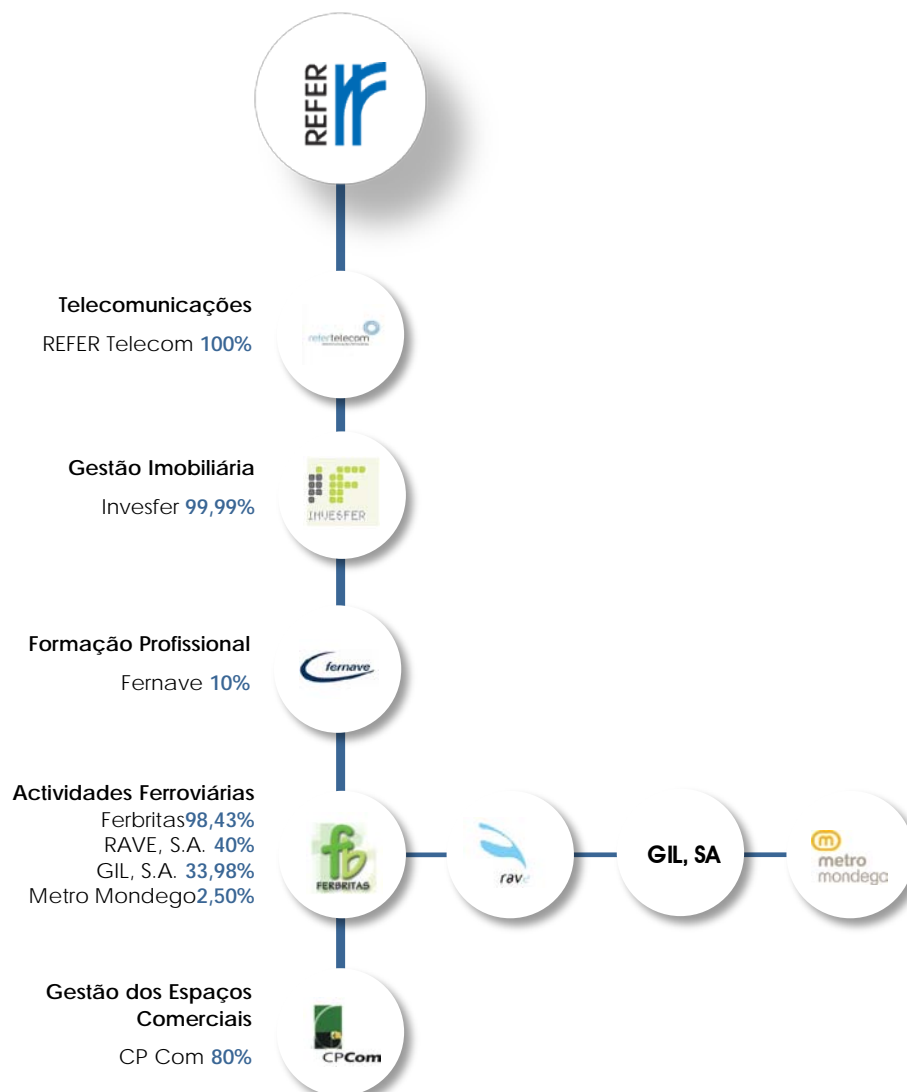 REFER
Telecomunicações
REFER Telecom 100%
refertelecom
Gestão Imobiliária
Invesfer 99,99%
INVESFER
Formação Profissional
Fernave 10%
fernave
Actividades Ferroviárias
Ferbritas98,43%
RAVE, S.A. 40%
GIL, S.A. 33,98%
Metro Mondego2,50%
fb
FERBRITAS
rave
GIL, SA
m
metro
mondego
Gestão dos Espaços
Comerciais
CP Com 80%
CPCom